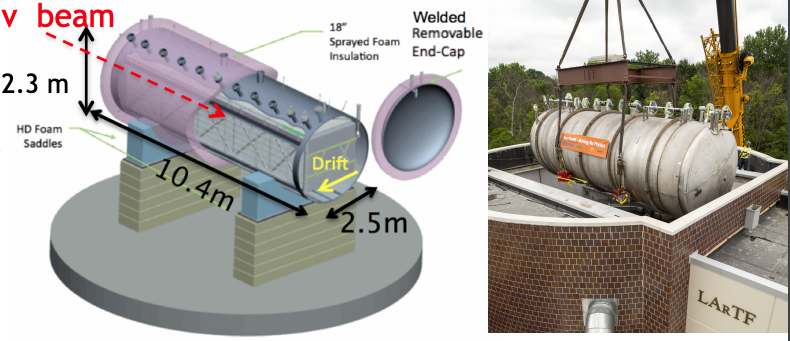 ν beam
2.3 m
HD Foam
Saddles
10.4m
18"
Sprayed Foam
Insulation
Welded
Removable
End-Cap
Drift
2.5m
LArTF